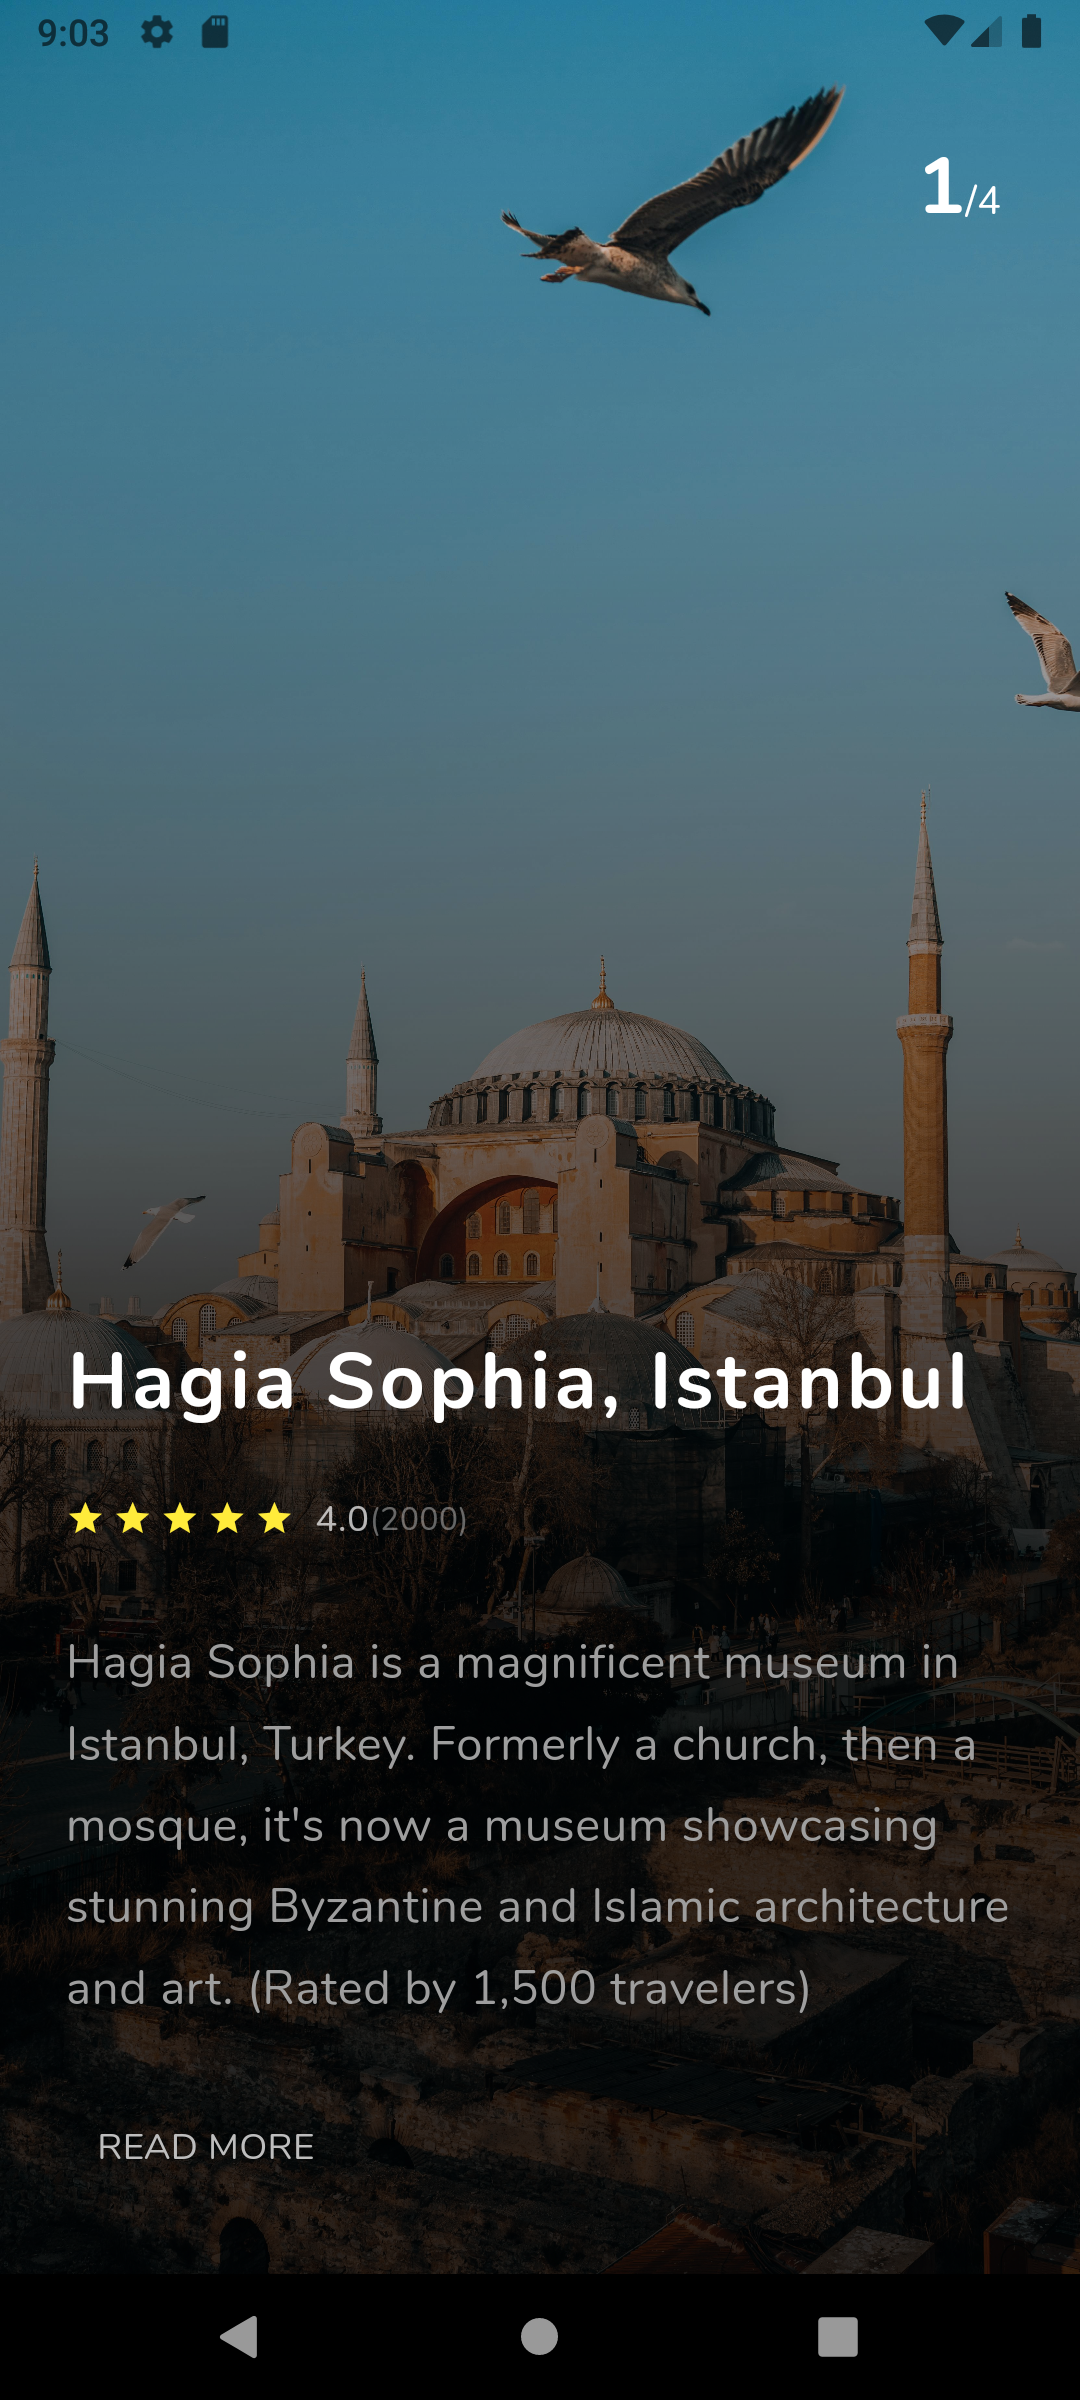 9:03
1/4
Hagia Sophia, Istanbul
4.0(2000)
Hagia Sophia is a magnificent museum in
Istanbul, Turkey. Formerly a church, then a
mosque, it's now a museum showcasing
stunning Byzantine and Islamic architecture
and art. (Rated by 1,500 travelers)
READ MORE